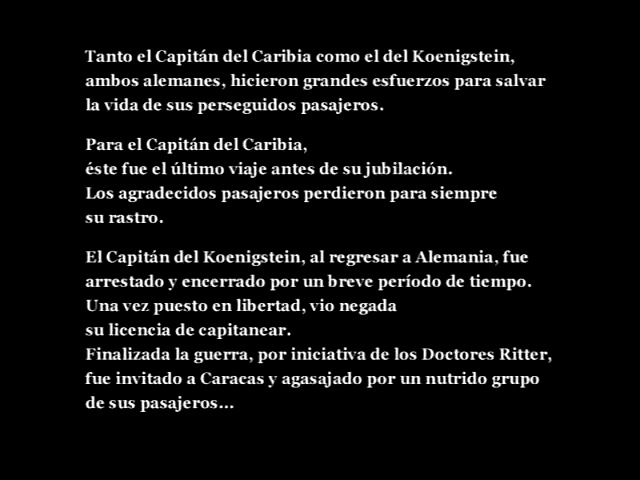 Tanto el Capitán del Caribia como el del Koenigstein,
ambos alemanes, hicieron grandes esfuerzos para salvar
la vida de sus perseguidos pasajeros.
Para el Capitán del Caribia,
éste fue el último viaje antes de su jubilación.
Los agradecidos pasajeros perdieron para siempre
su rastro.
El Capitán del Koenigstein, al regresar a Alemania, fue
arrestado y encerrado por un breve período de tiempo.
Una vez puesto en libertad, vio negada
su licencia de capitanear.
Finalizada la guerra, por iniciativa de los Doctores Ritter,
fue invitado a Caracas y agasajado por un nutrido grupo
de sus pasajeros...